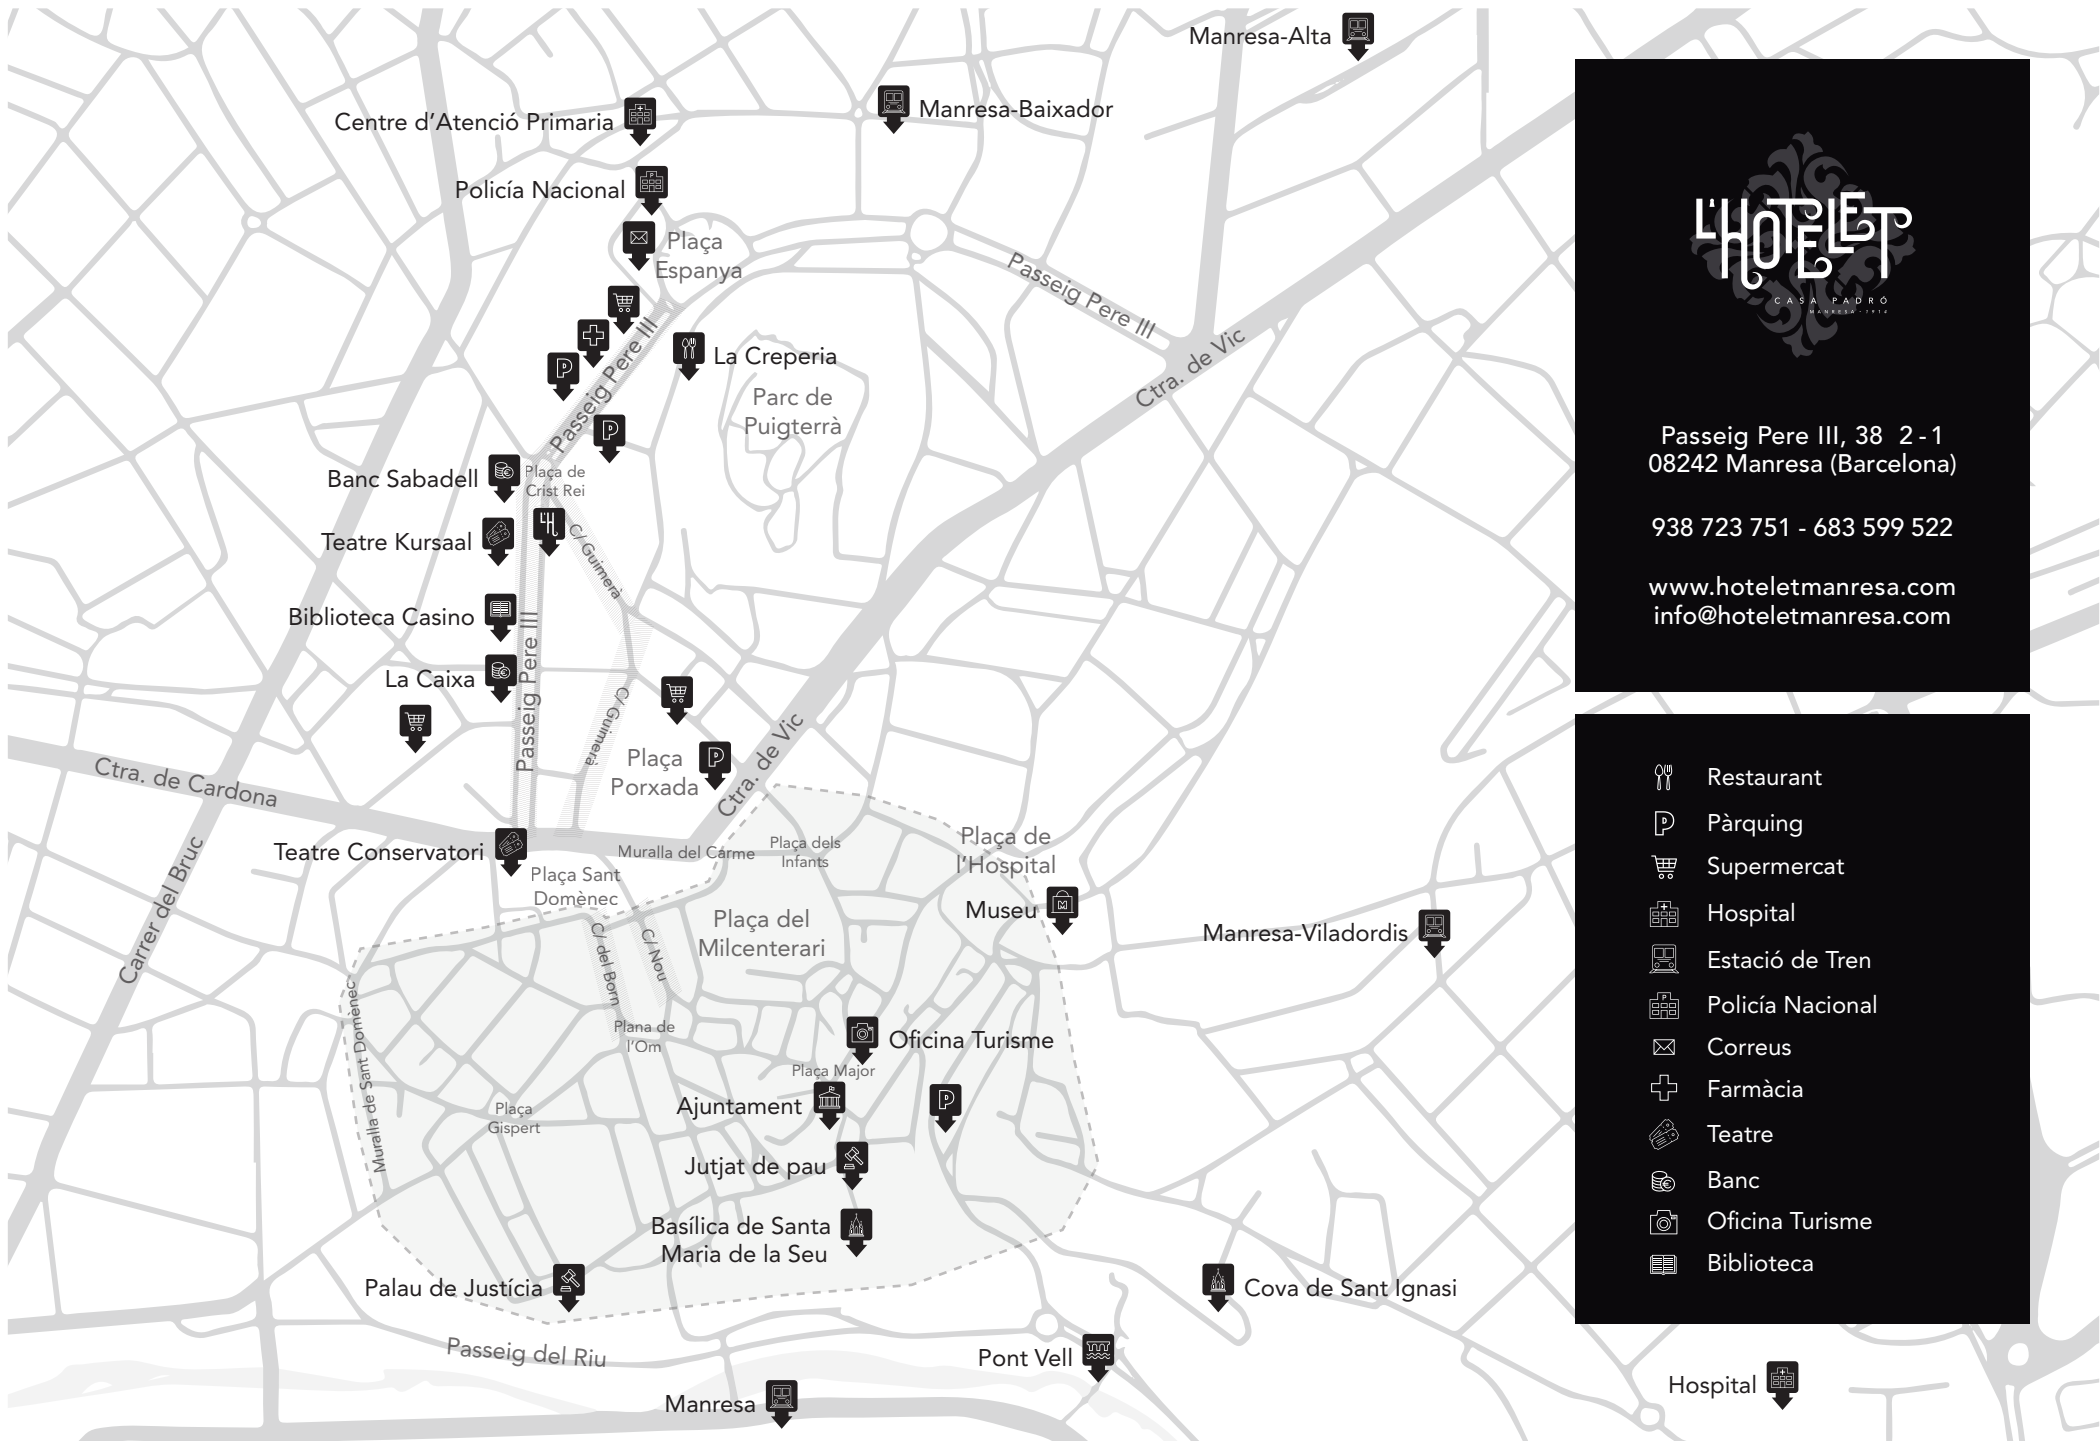 Manresa-Alta
Centre d'Atenció Primaria
Manresa-Baixador
Policía Nacional
Plaça
Espanya
Passeig Pere III
Passeig Pere III
Ctra. de Vic
La Creperia
Parc de
Puigterrà
P
P
Banc Sabadell
Plaça de
Crist Rei
L'H
Teatre Kursaal
C/ Guimerà
Biblioteca Casino
Passeig Pere III
La Caixa
C/ Guimerà
Plaça
Porxada
P
Ctra. de Vic
Ctra. de Cardona
Carrer del Bruc
Teatre Conservatori
Muralla del Carme
Plaça dels
Infants
Plaça de
l'Hospital
Plaça Sant
Domènec
Museu
M
Plaça del
Milcenterari
Manresa-Viladordis
C/ del Born
C/ Nou
Muralla de Sant Domènec
Plana de
l'Om
Oficina Turisme
Plaça Major
Plaça
Gispert
Ajuntament
P
Jutjat de pau
Basílica de Santa
Maria de la Seu
Palau de Justícia
Cova de Sant Ignasi
Passeig del Riu
Pont Vell
Manresa
Hospital
L'HOTELET
CASA PADRÓ
MANRESA · 1914
Passeig Pere III, 38 2-1
08242 Manresa (Barcelona)
938 723 751 - 683 599 522
www.hoteletmanresa.com
info@hoteletmanresa.com
Restaurant
P Pàrquing
Supermercat
Hospital
Estació de Tren
P Policía Nacional
Correus
Farmàcia
Teatre
Banc
Oficina Turisme
Biblioteca